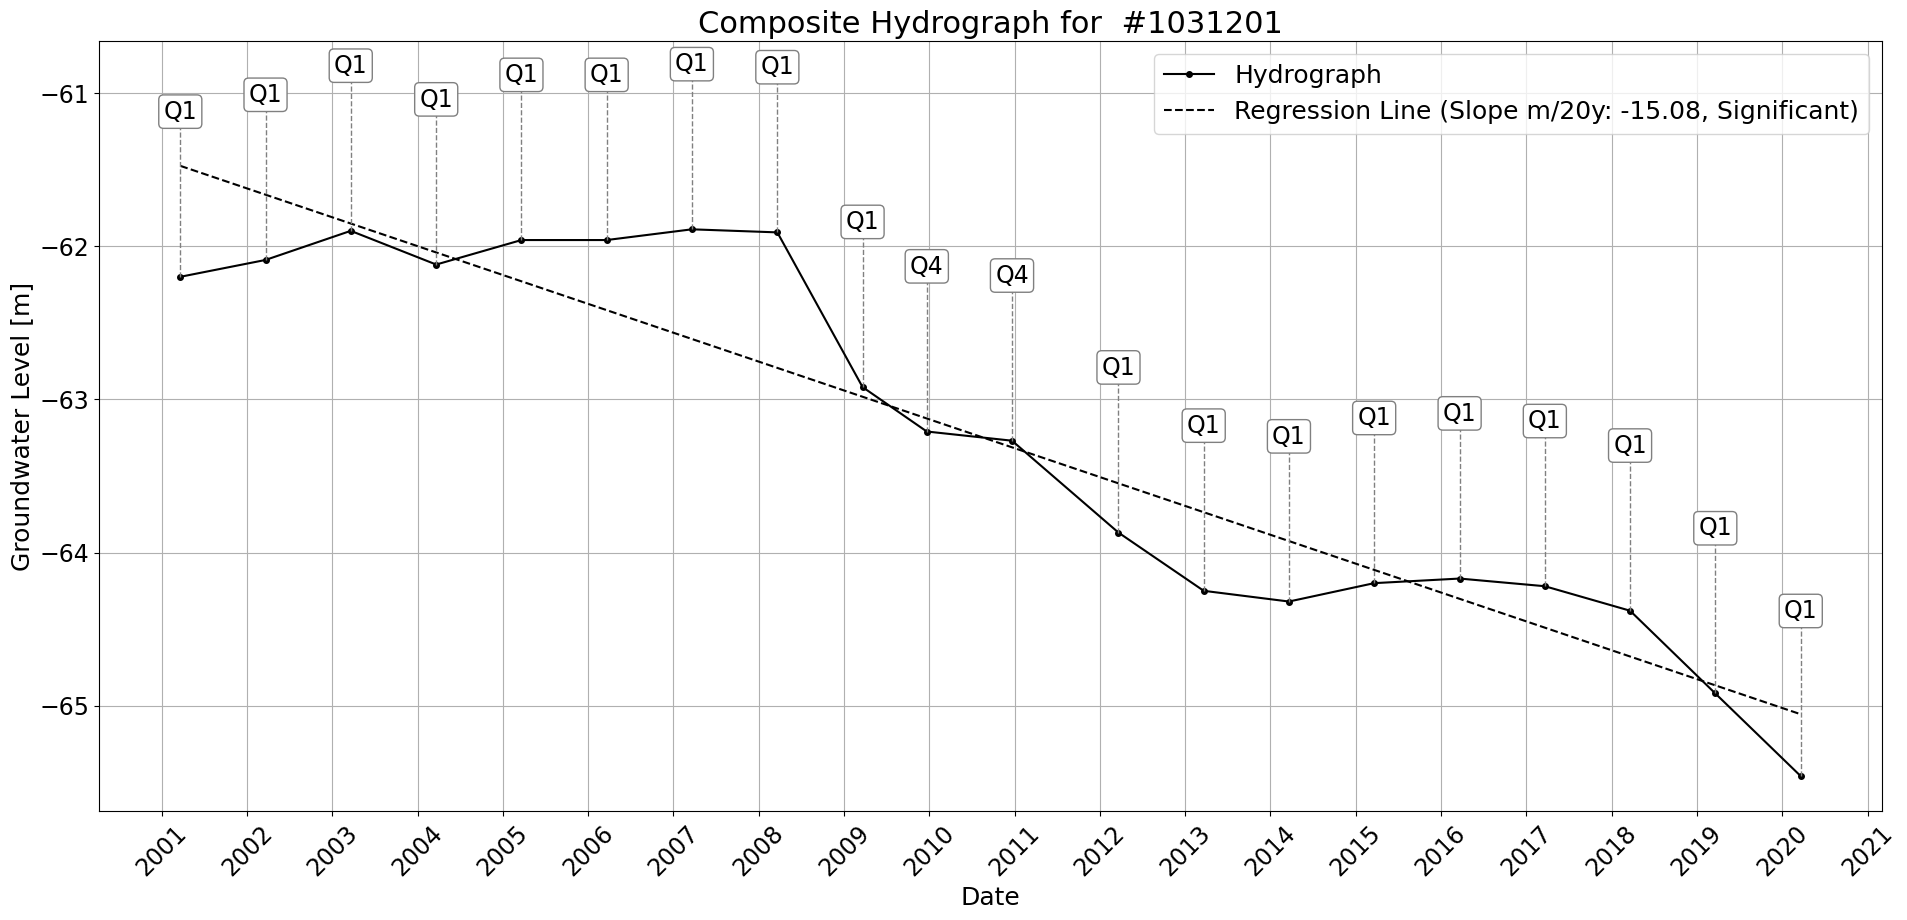 Composite Hydrograph for  #1031201
Hydrograph
Regression Line (Slope m/20y: -15.08, Significant)
Q1
Q1
Q1
Q1
Q1
Q1
Q1
Q1
Q1
Q4
Q4
Q1
Q1
Q1
Q1
Q1
Q1
Q1
Q1
Q1
Groundwater Level [m]
−61
−62
−63
−64
−65
2001
2002
2003
2004
2005
2006
2007
2008
2009
2010
2011
2012
2013
2014
2015
2016
2017
2018
2019
2020
2021
Date